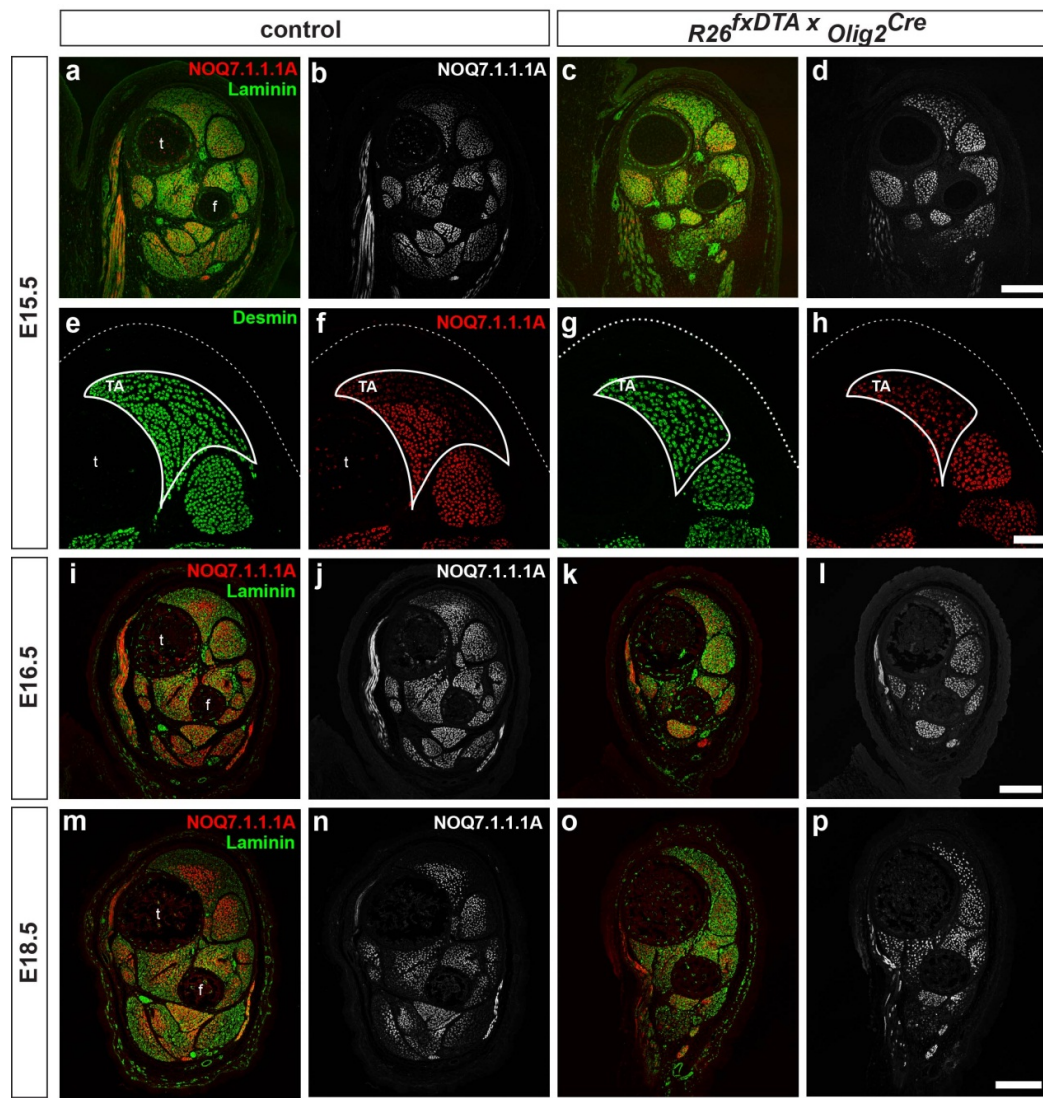 control
R26fxDTA x Olig2Cre
E15.5
a
NOQ7.1.1.1A
Laminin
t
f
b
NOQ7.1.1.1A
c
d
e
Desmin
TA
t
f
NOQ7.1.1.1A
TA
t
g
TA
h
TA
E16.5
i
NOQ7.1.1.1A
Laminin
t
f
j
NOQ7.1.1.1A
k
l
E18.5
m
NOQ7.1.1.1A
Laminin
t
f
n
NOQ7.1.1.1A
o
p